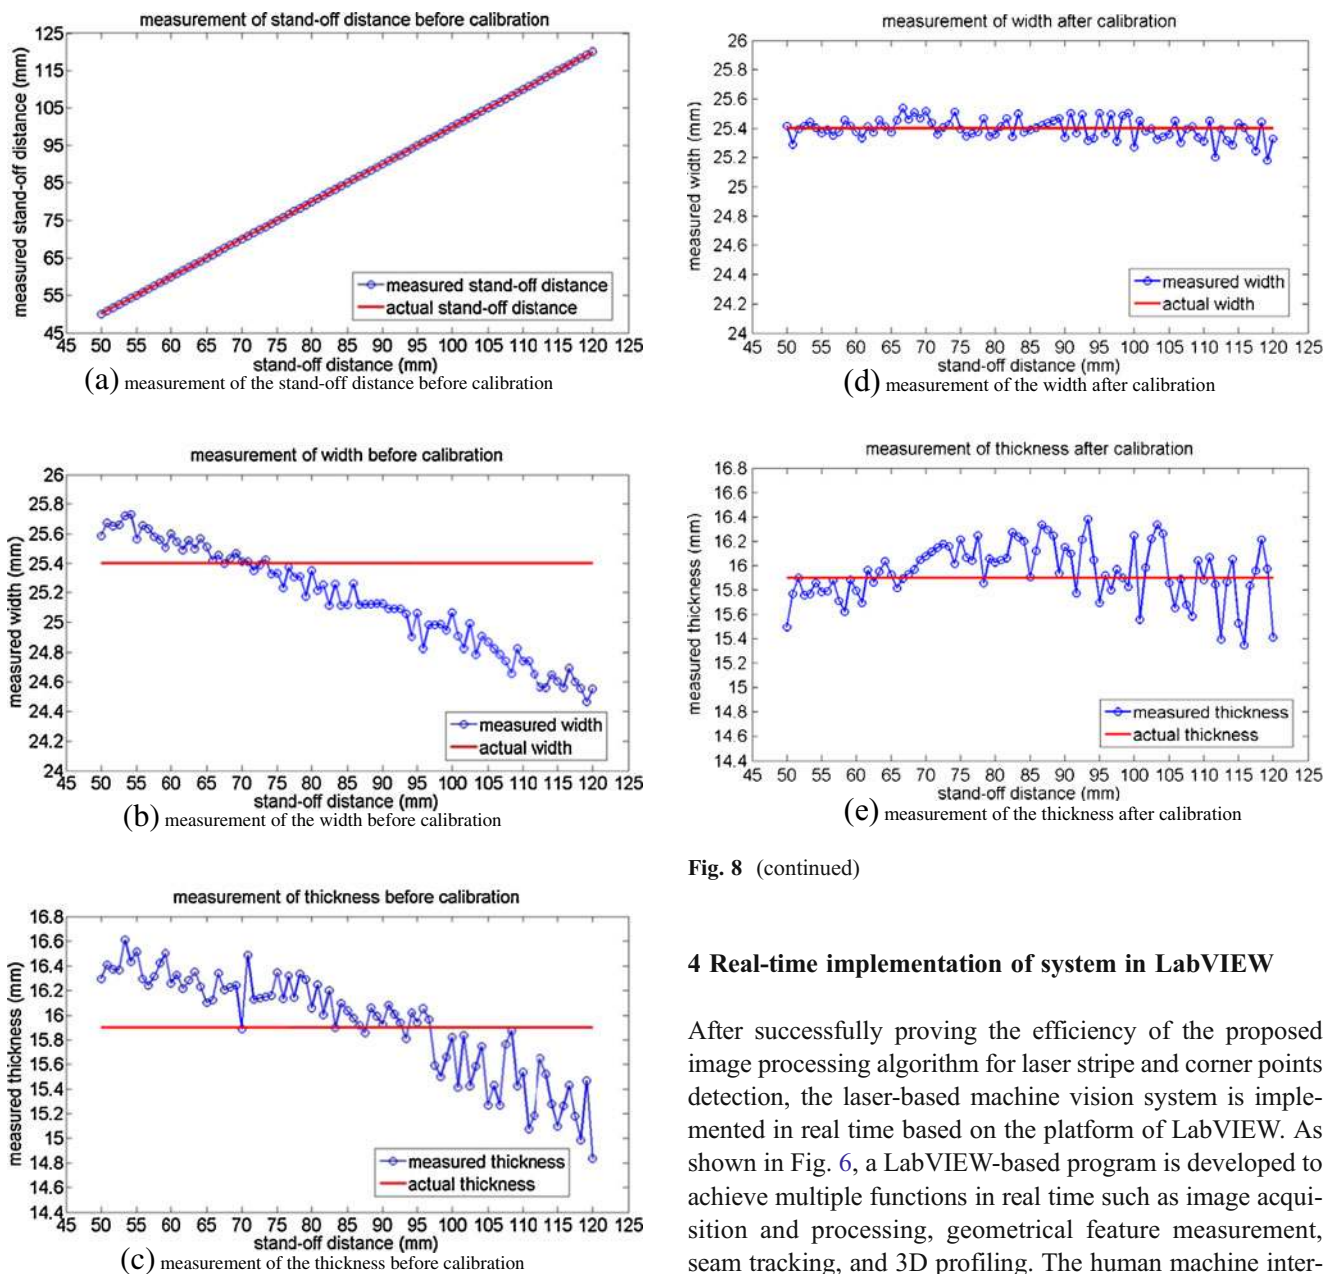 measurement of stand-off distance before calibration
measured stand-off distance (mm)
125
115
105
95
85
75
65
55
45
measured stand-off distance
actual stand-off distance
45 50 55 60 65 70 75 80 85 90 95 100 105 110 115 120 125
stand-off distance (mm)
(a) measurement of the stand-off distance before calibration
measurement of width before calibration
measured width (mm)
26
25.8
25.6
25.4
25.2
25
24.8
24.6
24.4
24.2
24
measured width
actual width
45 50 55 60 65 70 75 80 85 90 95 100 105 110 115 120 125
stand-off distance (mm)
(b) measurement of the width before calibration
measurement of thickness before calibration
measured thickness (mm)
16.8
16.6
16.4
16.2
16
15.8
15.6
15.4
15.2
15
14.8
14.6
14.4
measured thickness
actual thickness
45 50 55 60 65 70 75 80 85 90 95 100 105 110 115 120 125
stand-off distance (mm)
(c) measurement of the thickness before calibration
measurement of width after calibration
measured width (mm)
26
25.8
25.6
25.4
25.2
25
24.8
24.6
24.4
24.2
24
measured width
actual width
45 50 55 60 65 70 75 80 85 90 95 100 105 110 115 120 125
stand-off distance (mm)
(d) measurement of the width after calibration
measurement of thickness after calibration
measured thickness (mm)
16.8
16.6
16.4
16.2
16
15.8
15.6
15.4
15.2
15
14.8
14.6
14.4
measured thickness
actual thickness
45 50 55 60 65 70 75 80 85 90 95 100 105 110 115 120 125
stand-off distance (mm)
(e) measurement of the thickness after calibration
Fig. 8 (continued)
4 Real-time implementation of system in LabVIEW
After successfully proving the efficiency of the proposed
image processing algorithm for laser stripe and corner points
detection, the laser-based machine vision system is imple-
mented in real time based on the platform of LabVIEW. As
shown in Fig. 6, a LabVIEW-based program is developed to
achieve multiple functions in real time such as image acqui-
sition and processing, geometrical feature measurement,
seam tracking, and 3D profiling. The human machine inter-